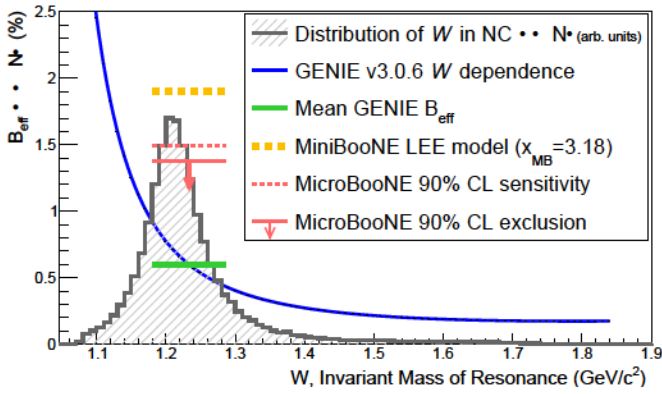 2.5
2
1.5
1
0.5
0
B_eff • • N• (%)
Distribution of W in NC • • N• (arb. units)
GENIE v3.0.6 W dependence
Mean GENIE B_eff
MiniBooNE LEE model (x_MB=3.18)
MicroBooNE 90% CL sensitivity
MicroBooNE 90% CL exclusion
1.1 1.2 1.3 1.4 1.5 1.6 1.7 1.8 1.9
W, Invariant Mass of Resonance (GeV/c²)